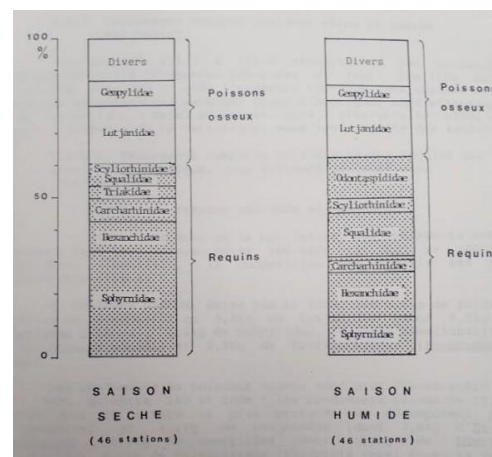 100
%
50
0
Divers
Gempylidae
Lutjanidae
Scyliorhinidae
Squalidae
Triakidae
Carcharhinidae
Hexanchidae
Sphyrnidae
Poissons
osseux
Requins
SAISON
SECHE
(46 stations)
Divers
Gempylidae
Lutjanidae
Odontaspididae
Scyliorhinidae
Squalidae
Carcharhinidae
Hexanchidae
Sphyrnidae
Poissons
osseux
Requins
SAISON
HUMIDE
(46 stations)